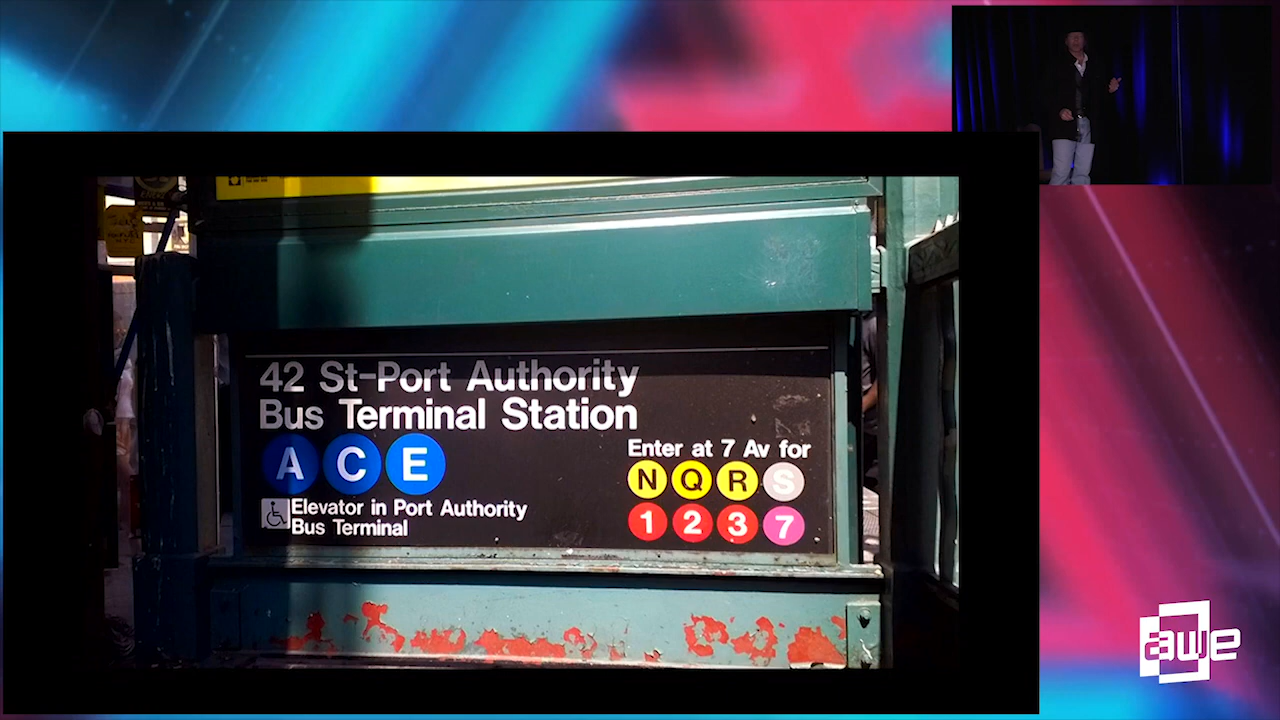 42 St-Port Authority
Bus Terminal Station
A C E
Elevator in Port Authority
Bus Terminal
Enter at 7 Av for
N Q R S
1 2 3 7
awe